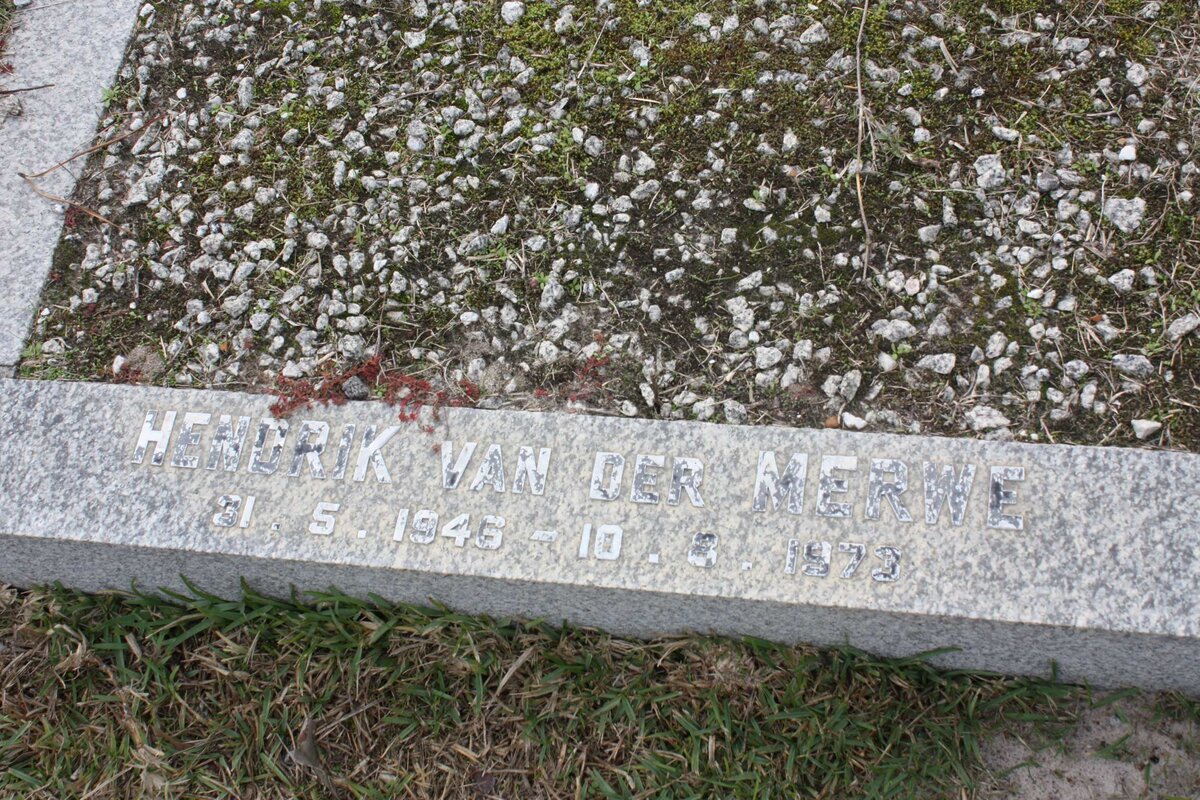 HENDRIK VAN DER MERWE
31.5.1946 - 10.8.1973